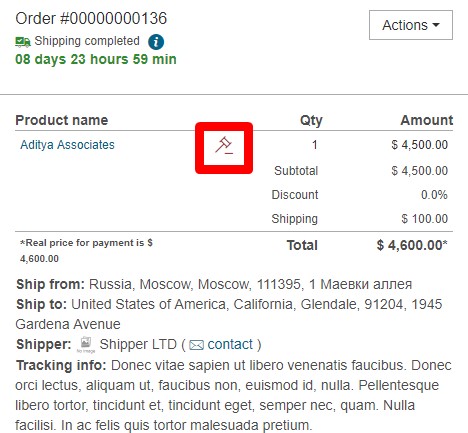 Order #00000000136
Actions
Shipping completed i
08 days 23 hours 59 min
Product name Qty Amount
Aditya Associates 1 $ 4,500.00
Subtotal $ 4,500.00
Discount 0.0%
Shipping $ 100.00
*Real price for payment is $
4,600.00
Total $ 4,600.00*
Ship from: Russia, Moscow, Moscow, 111395, 1 Маевки аллея
Ship to: United States of America, California, Glendale, 91204, 1945
Gardena Avenue
Shipper: No image Shipper LTD ( contact )
Tracking info: Donec vitae sapien ut libero venenatis faucibus. Donec
orci lectus, aliquam ut, faucibus non, euismod id, nulla. Pellentesque
libero tortor, tincidunt et, tincidunt eget, semper nec, quam. Nulla
facilisi. In ac felis quis tortor malesuada pretium.